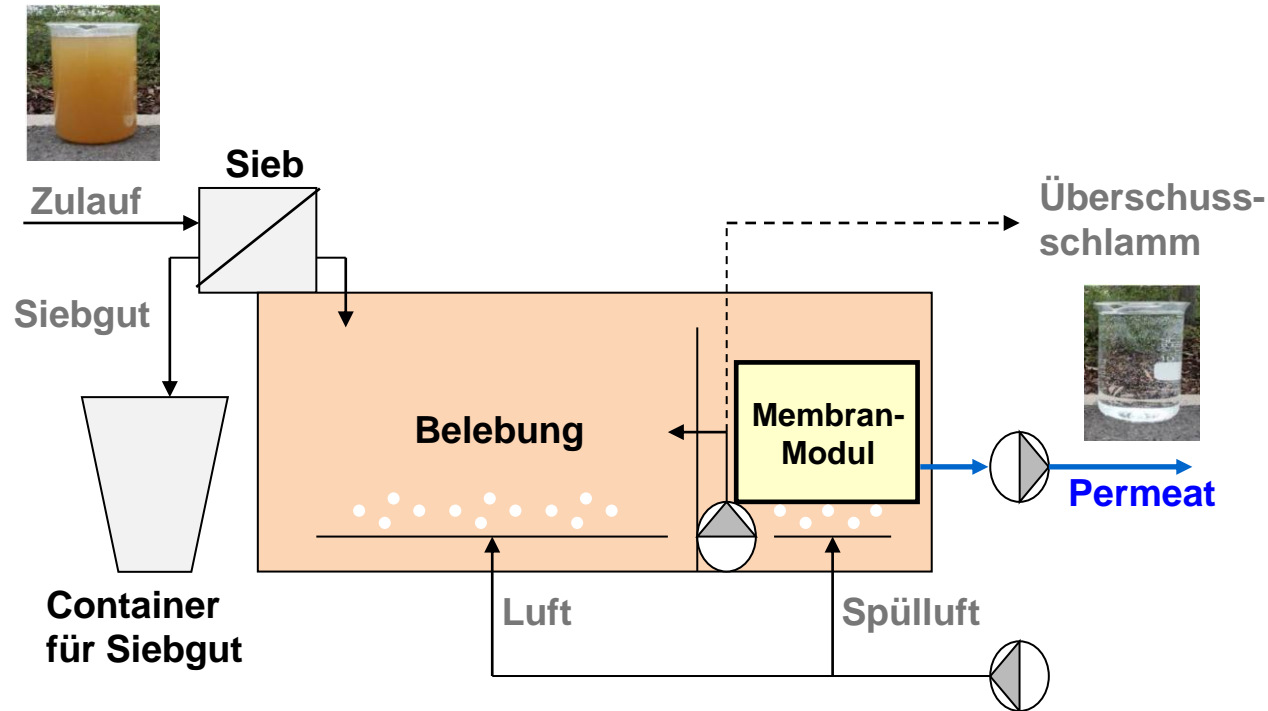 Sieb
Zulauf
Überschuss-
schlamm
Siebgut
Belebung
Membran-
Modul
Permeat
Container
für Siebgut
Luft
Spülluft